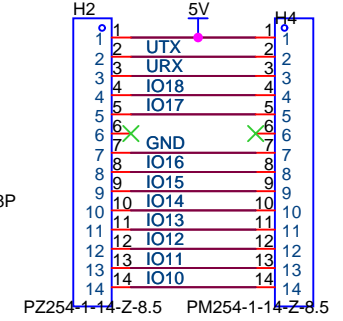 H2 5V H4
1 1 1 1
2 2 UTX 2 2
3 3 URX 3 3
4 4 IO18 4 4
5 5 IO17 5 5
6 6 6 6
7 7 GND 7 7
8 8 IO16 8 8
3P
9 9 IO15 9 9
10 10 IO14 10 10
11 11 IO13 11 11
12 12 IO12 12 12
13 13 IO11 13 13
14 14 IO10 14 14
PZ254-1-14-Z-8.5 PM254-1-14-Z-8.5